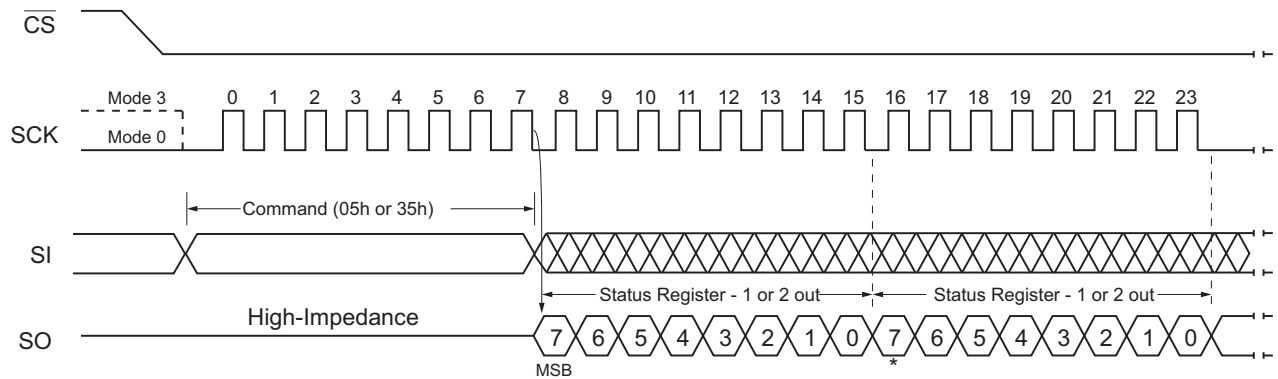 CS
Mode 3
0 1 2 3 4 5 6 7 8 9 10 11 12 13 14 15 16 17 18 19 20 21 22 23
SCK
Mode 0
Command (05h or 35h)
SI
Status Register - 1 or 2 out Status Register - 1 or 2 out
High-Impedance
SO
7 6 5 4 3 2 1 0 7 6 5 4 3 2 1 0
MSB *